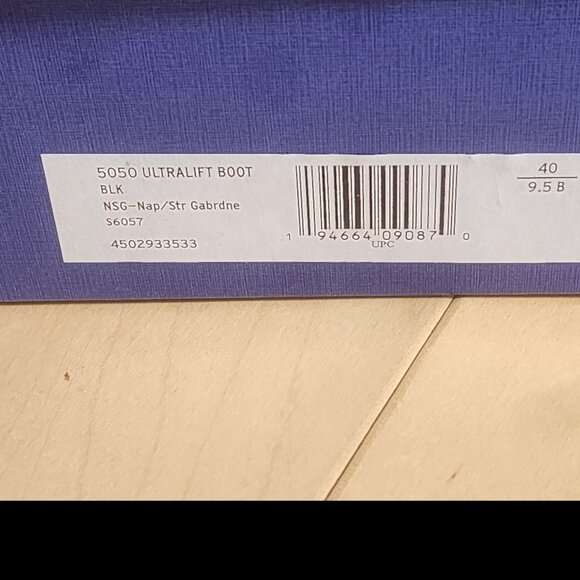 5050 ULTRALIFT BOOT
BLK
NSG-Nap/Str Gabrdne
S6057
4502933533
1 94664 09087 0
UPC
40
9.5 B